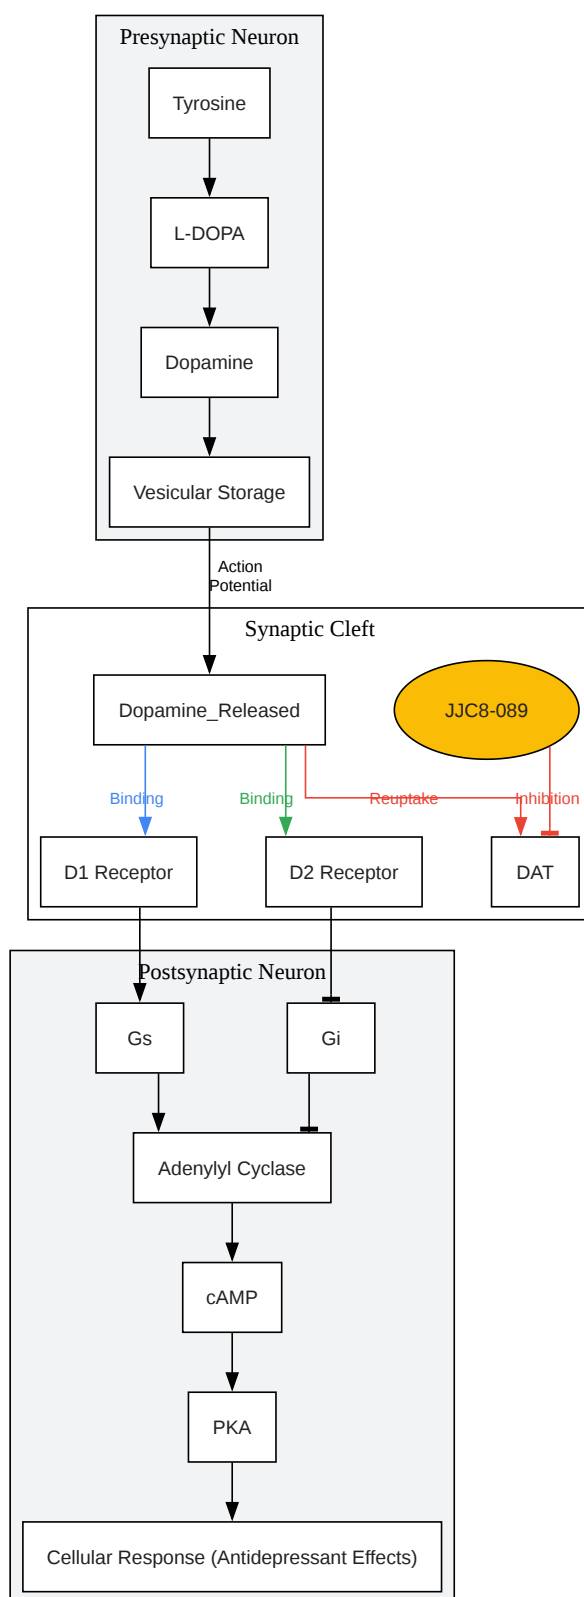 Presynaptic Neuron
Tyrosine
L-DOPA
Dopamine
Vesicular Storage
Action
Potential
Synaptic Cleft
Dopamine_Released
JJC8-089
Binding
Binding
Reuptake
Inhibition
D1 Receptor
D2 Receptor
DAT
Postsynaptic Neuron
Gs
Gi
Adenylyl Cyclase
cAMP
PKA
Cellular Response (Antidepressant Effects)